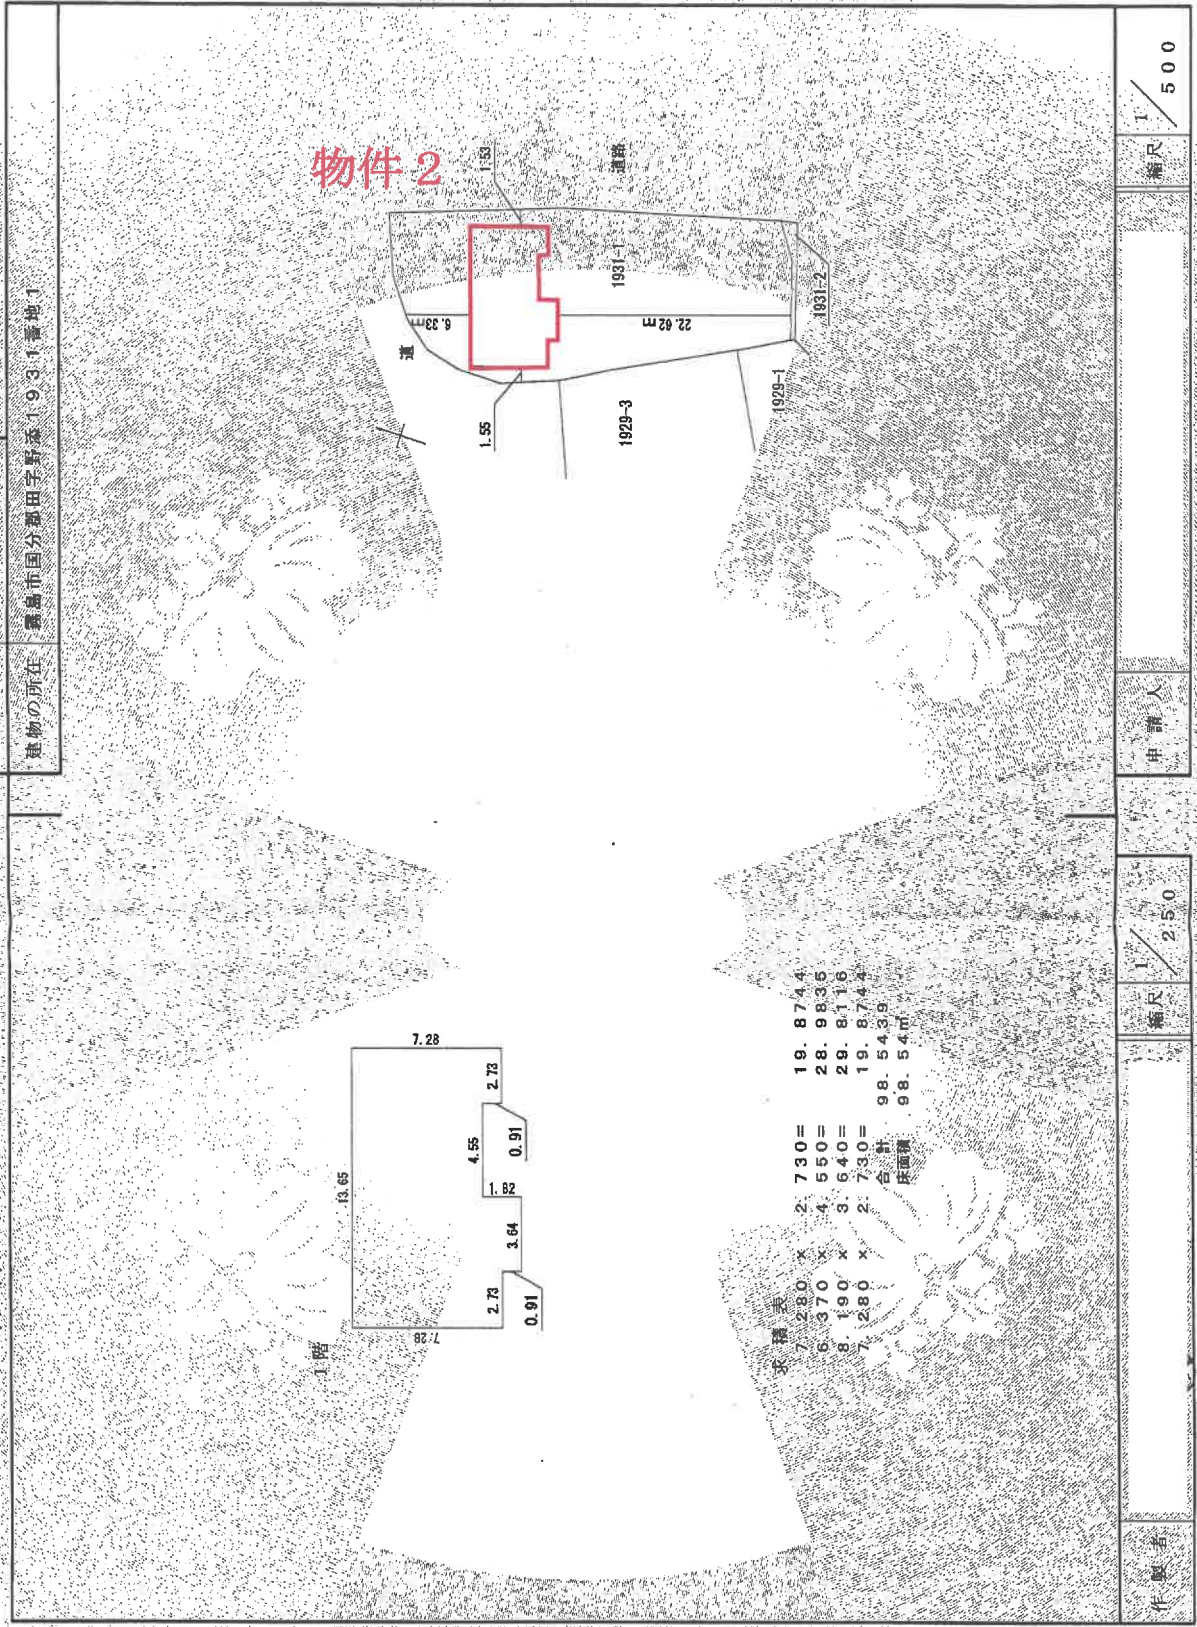 建物の所在 霧島市国分郡田字野添1931番地1
物件2
1.53
道路
道
6.33m
1931-1
22.62m
1931-2
1.55
1929-3
1929-1
1階
13.65
7.28
7.28
2.73
0.91
3.64
1.82
4.55
0.91
2.73
求積表
7.280 × 2.730= 19.8744
6.370 × 4.550= 28.9835
8.190 × 3.640= 29.8116
7.280 × 2.730= 19.8744
合計 98.5439
床面積 98.54㎡
作製者
縮尺 1/250
申請人
縮尺 1/500